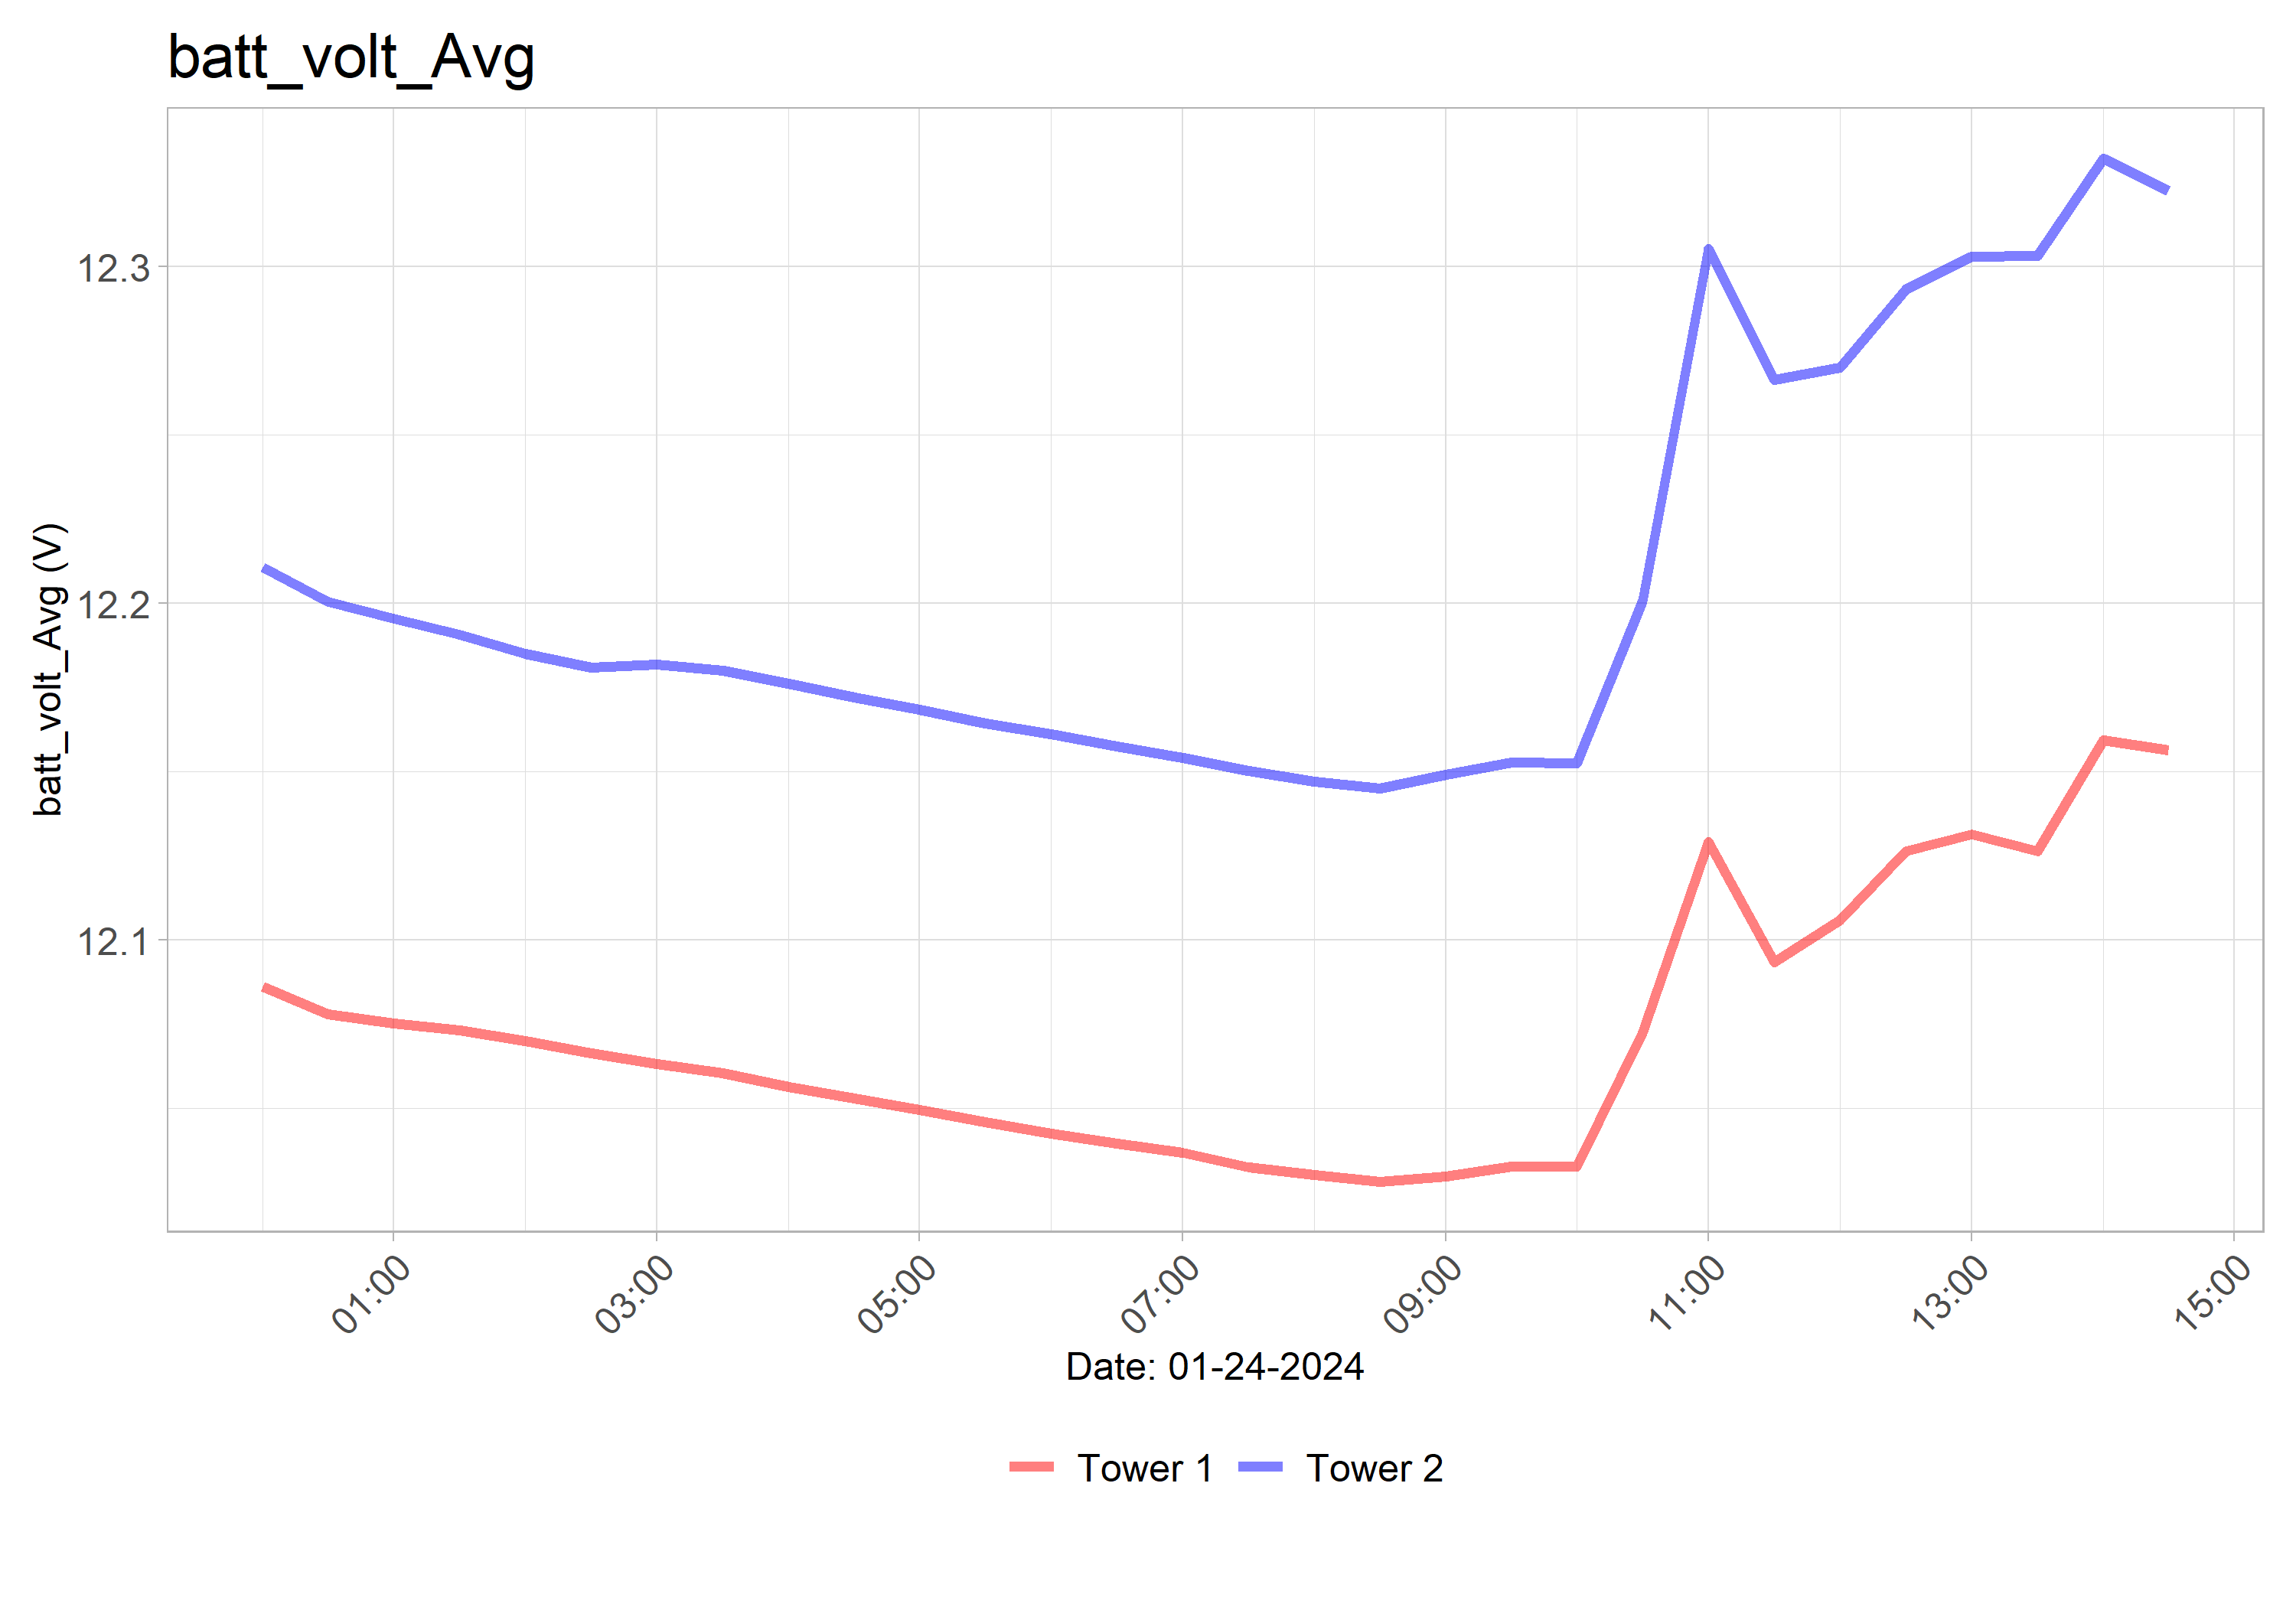 batt_volt_Avg
batt_volt_Avg (V)
12.3
12.2
12.1
01:00
03:00
05:00
07:00
09:00
11:00
13:00
15:00
Date: 01-24-2024
Tower 1
Tower 2